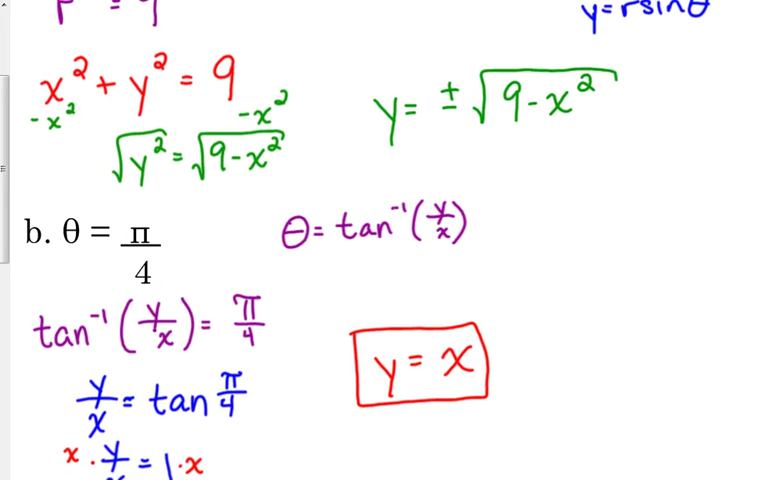 y=rsinθ
x² + y² = 9
-x² -x²
√y² = √9-x²
y= ±√9-x²
b. θ = π/4
θ= tan⁻¹(y/x)
tan⁻¹(y/x)= π/4
y = x
y/x = tan π/4
x · y/x = 1·x